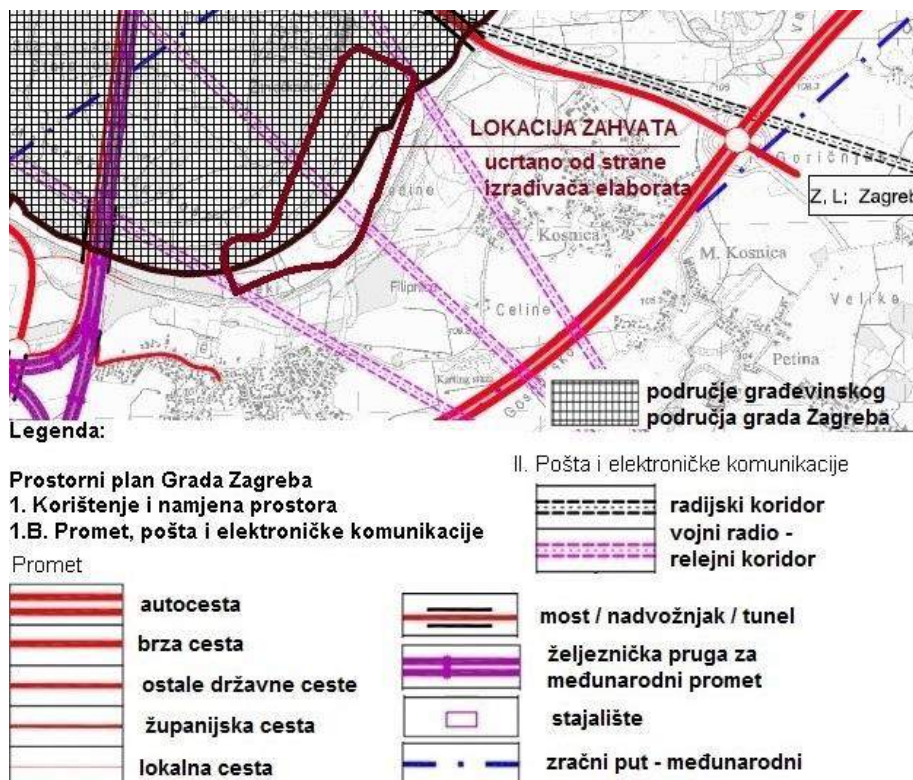 LOKACIJA ZAHVATA
ucrtano od strane
izrađivača elaborata
Goričnja
Z, L; Zagreb
Kosnica
M. Kosnica
Filip
Celine
Velike
Petina
područje građevinskog
područja grada Zagreba
Legenda:
Prostorni plan Grada Zagreba
1. Korištenje i namjena prostora
1.B. Promet, pošta i elektroničke komunikacije
Promet
autocesta
brza cesta
ostale državne ceste
županijska cesta
lokalna cesta
II. Pošta i elektroničke komunikacije
radijski koridor
vojni radio -
relejni koridor
most / nadvožnjak / tunel
željeznička pruga za
međunarodni promet
stajalište
zračni put - međunarodni